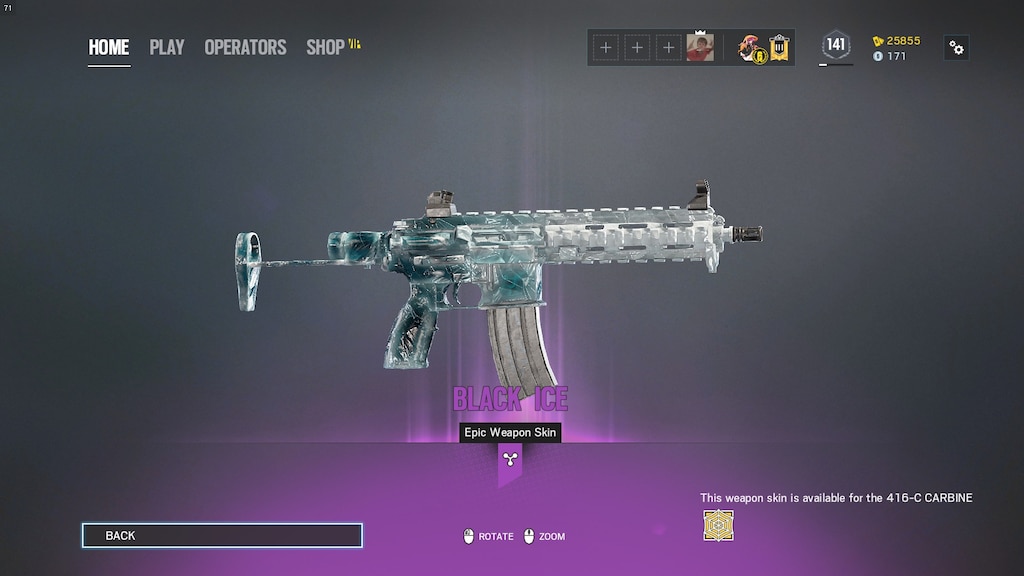 71
HOME PLAY OPERATORS SHOP
141
25855
171
BLACK ICE
Epic Weapon Skin
This weapon skin is available for the 416-C CARBINE
BACK
ROTATE ZOOM